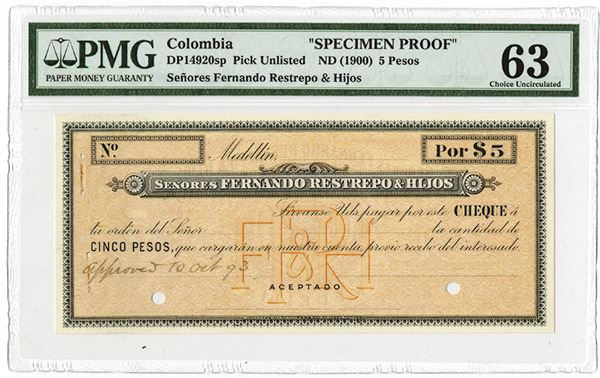 PMG
PAPER MONEY GUARANTY
Colombia "SPECIMEN PROOF"
DP14920sp Pick Unlisted ND (1900) 5 Pesos
Señores Fernando Restrepo & Hijos
63
Choice Uncirculated
Nº Medellín, Por $5
SEÑORES FERNANDO RESTREPO & HIJOS
Sírvanse Uds. pagar por este CHEQUE á
la orden del Señor la cantidad de
CINCO PESOS, que cargarán en nuestra cuenta, previo recibo del interesado.
approved 10 Oct 93.
FR&H
ACEPTADO